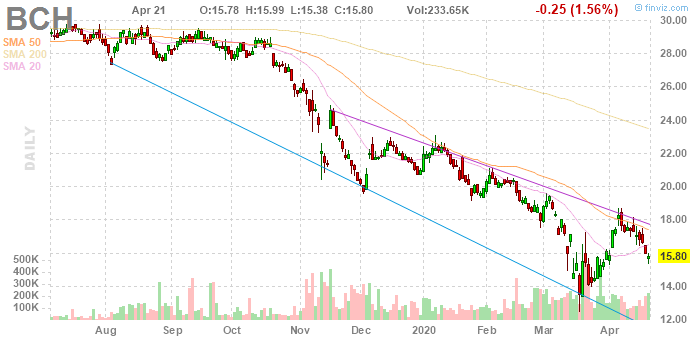 BCH Apr 21 O:15.78 H:15.99 L:15.38 C:15.80 Vol:233.65K -0.25 (1.56%) © finviz.com
SMA 50
SMA 200
SMA 20
DAILY
30.00
28.00
26.00
24.00
22.00
20.00
18.00
15.80
14.00
12.00
500K
400K
300K
200K
100K
Aug Sep Oct Nov Dec 2020 Feb Mar Apr